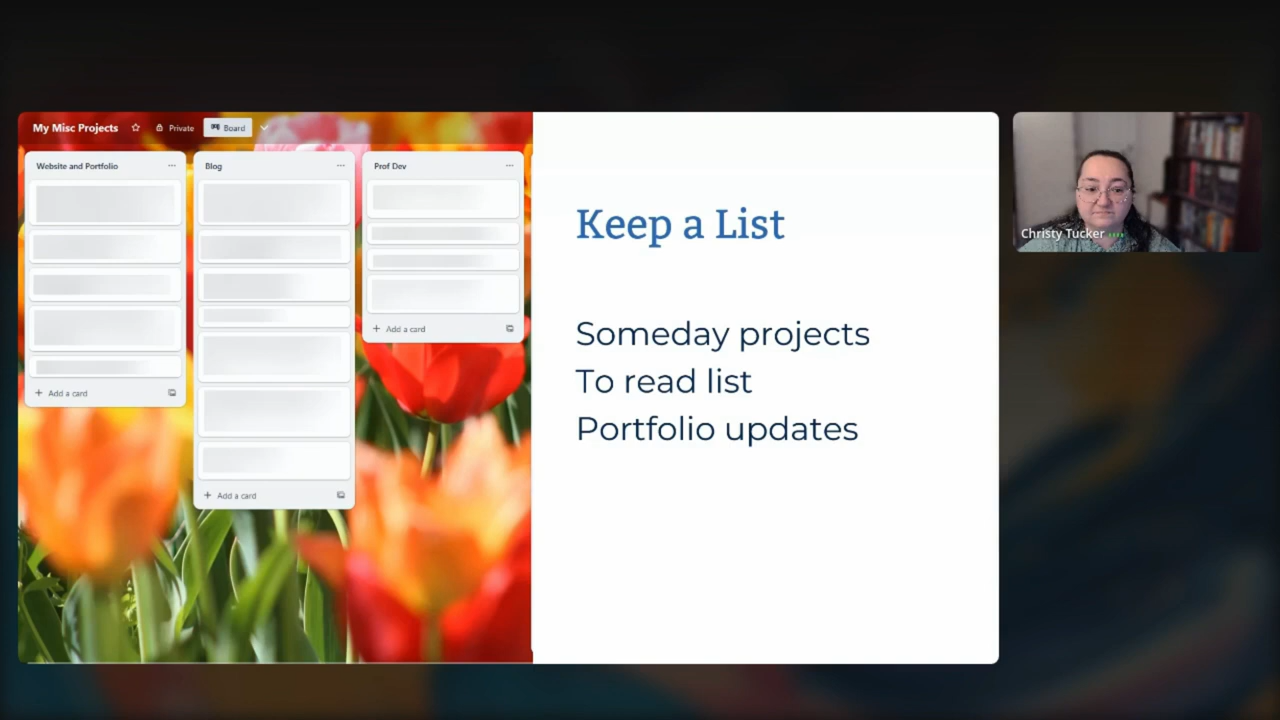 My Misc Projects
Private
Board
Website and Portfolio
Add a card
Blog
Add a card
Prof Dev
Add a card
Keep a List
Someday projects
To read list
Portfolio updates
Christy Tucker